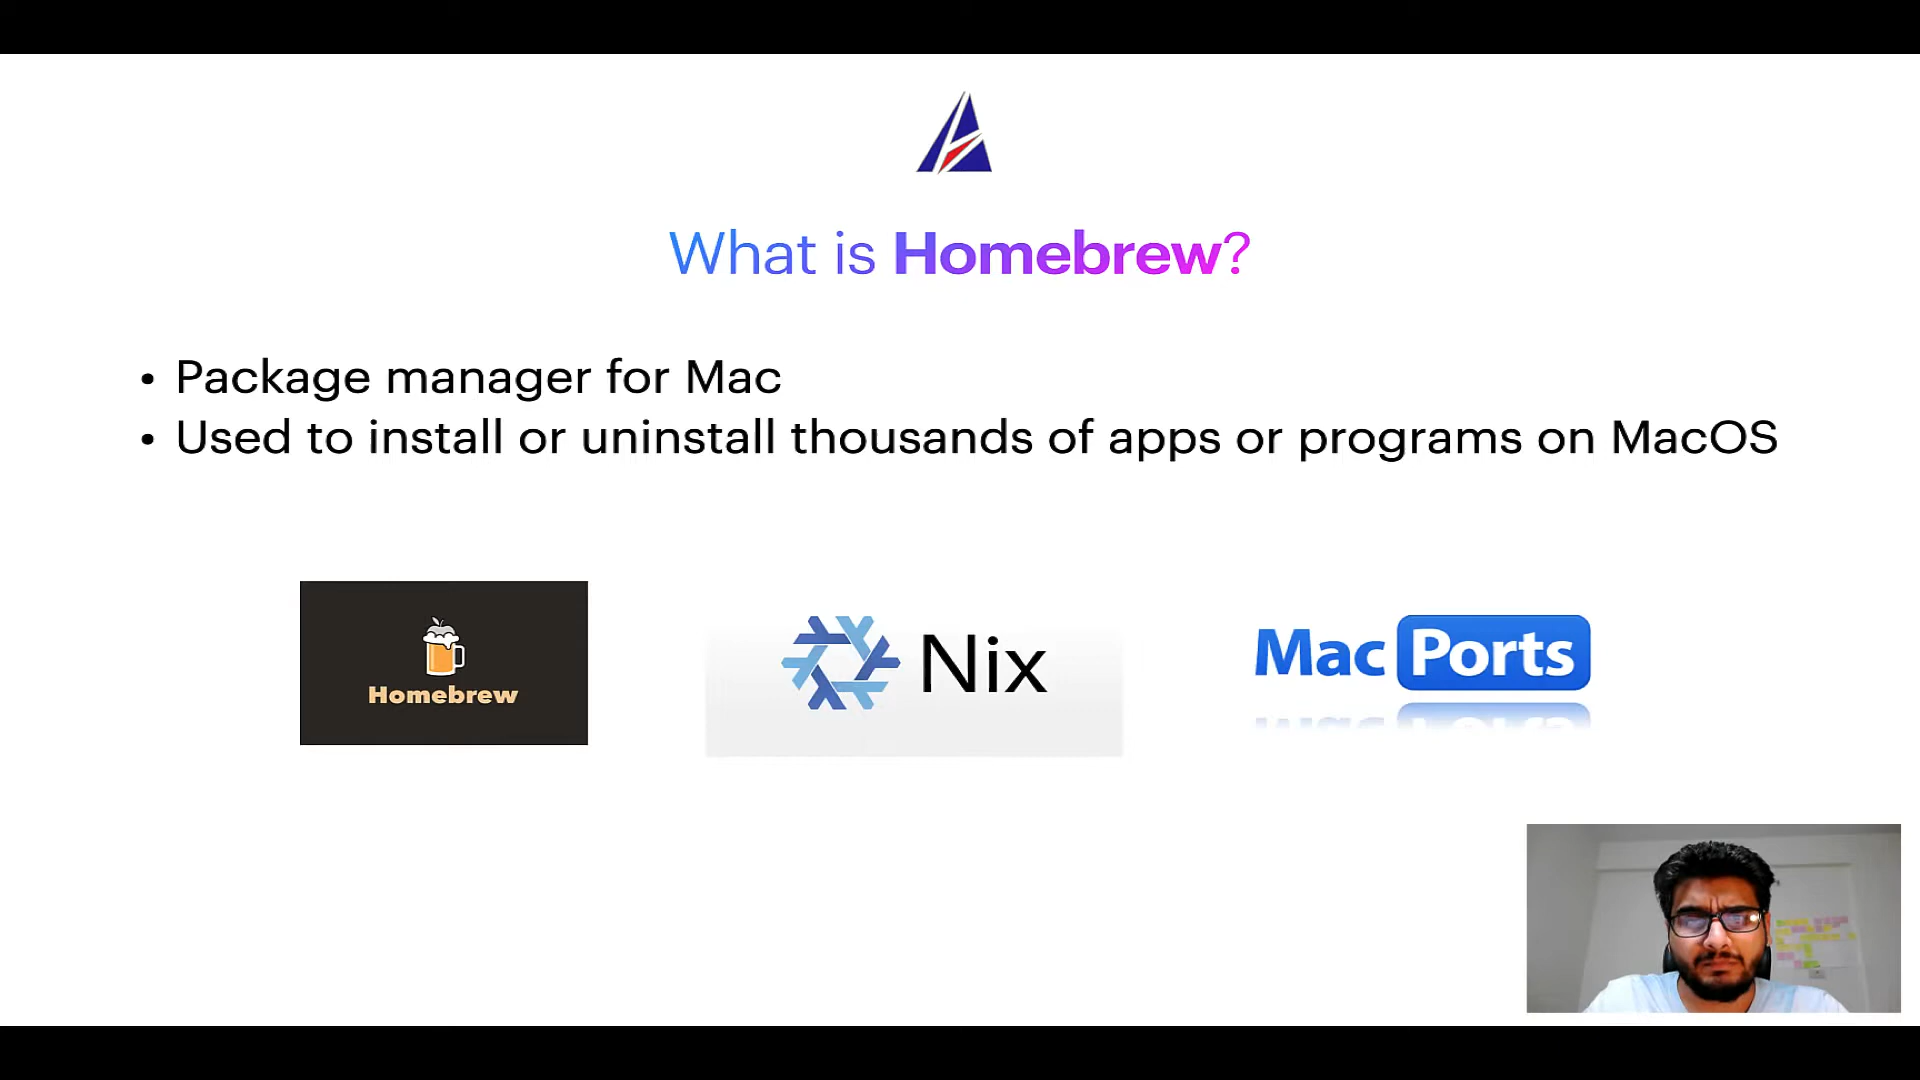 What is Homebrew?
• Package manager for Mac
• Used to install or uninstall thousands of apps or programs on MacOS
Homebrew
Nix
MacPorts